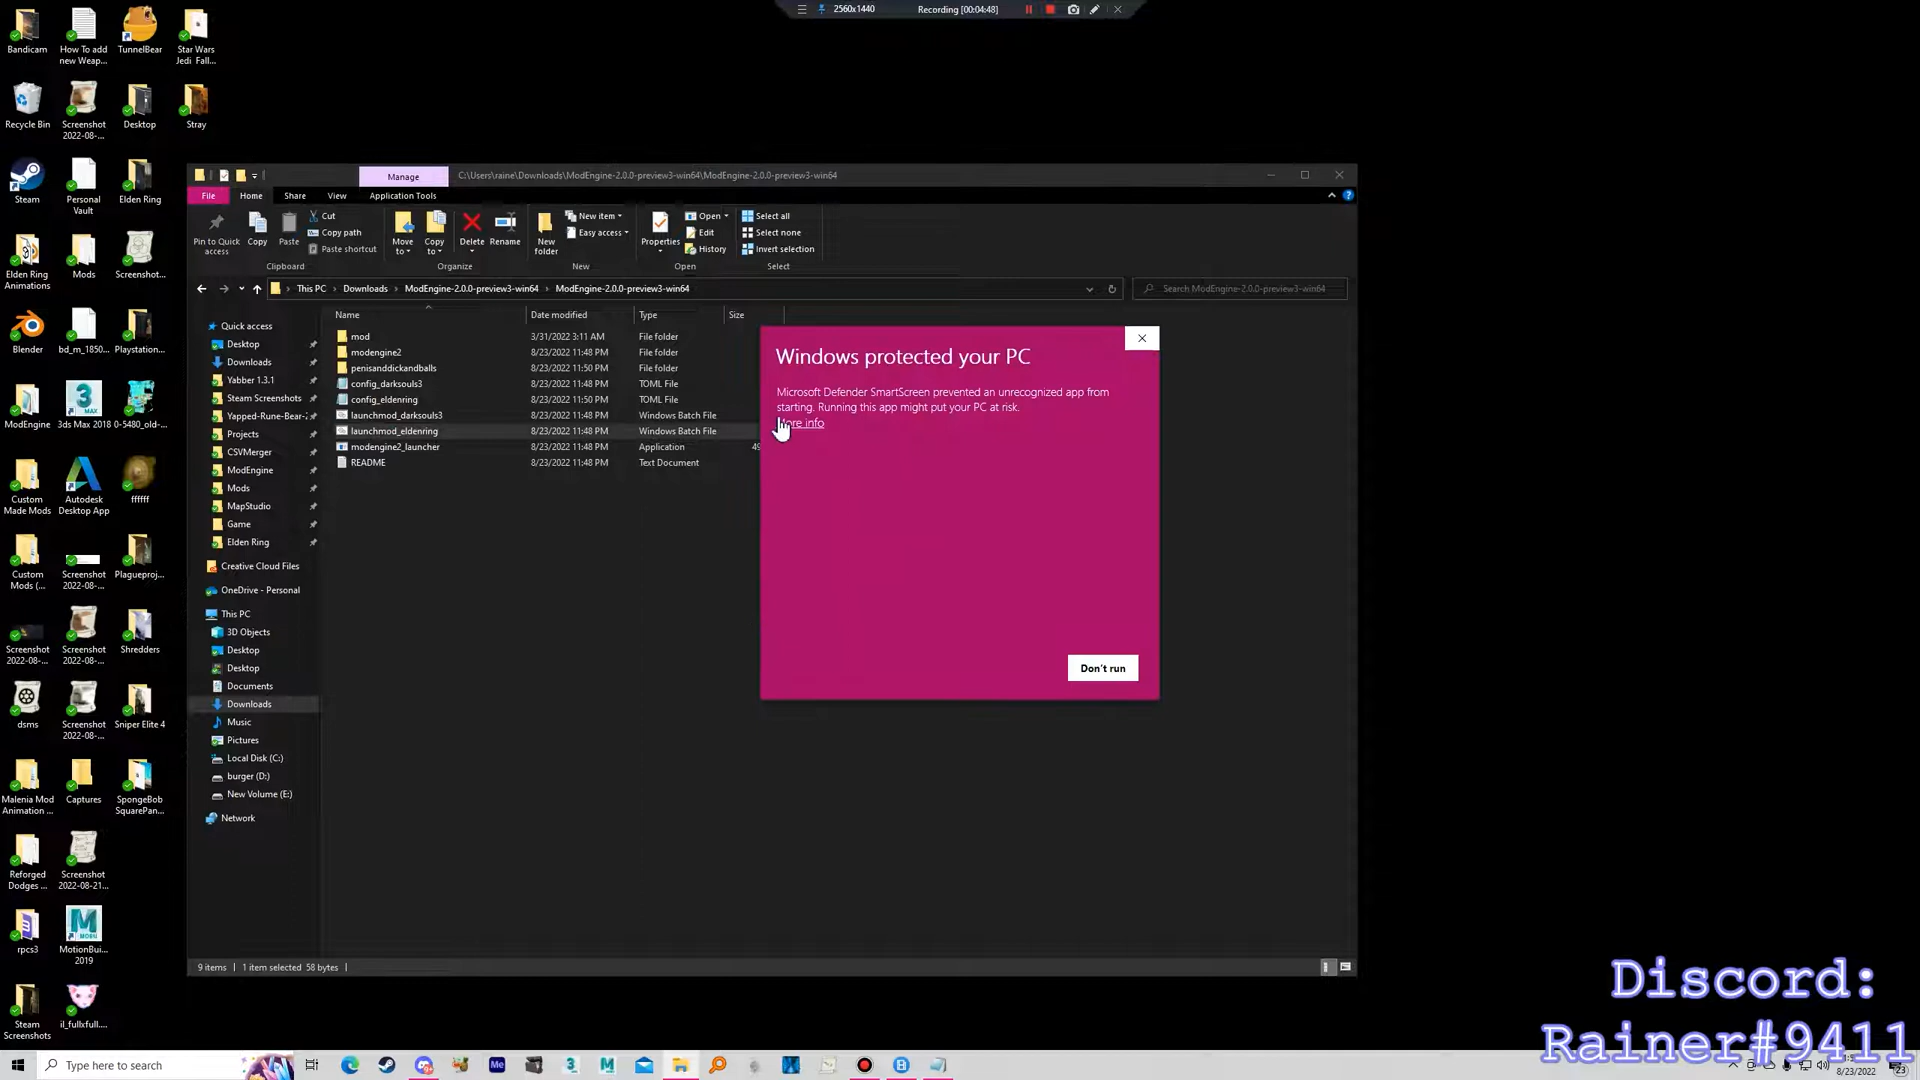 2560x1440
Recording [00:04:48]
Bandicam
How To add
new Weap...
TunnelBear
Star Wars
Jedi Fall...
Recycle Bin
Screenshot
2022-08-...
Desktop
Stray
Steam
Personal
Vault
Elden Ring
Elden Ring
Animations
Mods
Screenshot...
Blender
bd_m_1850...
Playstation...
ModEngine
3ds Max 2018
0-5480_old-...
Custom
Made Mods
Autodesk
Desktop App
ffffff
Custom
Mods (...
Screenshot
2022-08-...
Plagueproj...
Screenshot
2022-08-...
Screenshot
2022-08-...
Shredders
dsms
Screenshot
2022-08-...
Sniper Elite 4
Malenia Mod
Animation ...
Captures
SpongeBob
SquarePan...
Reforged
Dodges ...
Screenshot
2022-08-21...
rpcs3
MotionBui...
2019
Steam
Screenshots
il_fullxfull....
Manage
C:\Users\raine\Downloads\ModEngine-2.0.0-preview3-win64\ModEngine-2.0.0-preview3-win64
File
Home
Share
View
Application Tools
Pin to Quick
access
Copy
Paste
Cut
Copy path
Paste shortcut
Clipboard
Move
to
Copy
to
Delete
Rename
Organize
New
folder
New item
Easy access
New
Properties
Open
Edit
History
Open
Select all
Select none
Invert selection
Select
This PC > Downloads > ModEngine-2.0.0-preview3-win64 > ModEngine-2.0.0-preview3-win64
Search ModEngine-2.0.0-preview3-win64
Quick access
Desktop
Downloads
Yabber 1.3.1
Steam Screenshots
Yapped-Rune-Bear-2
Projects
CSVMerger
ModEngine
Mods
MapStudio
Game
Elden Ring
Creative Cloud Files
OneDrive - Personal
This PC
3D Objects
Desktop
Desktop
Documents
Downloads
Music
Pictures
Local Disk (C:)
burger (D:)
New Volume (E:)
Network
Name Date modified Type Size
mod 3/31/2022 3:11 AM File folder
modengine2 8/23/2022 11:48 PM File folder
penisanddickandballs 8/23/2022 11:50 PM File folder
config_darksouls3 8/23/2022 11:48 PM TOML File
config_eldenring 8/23/2022 11:50 PM TOML File
launchmod_darksouls3 8/23/2022 11:48 PM Windows Batch File
launchmod_eldenring 8/23/2022 11:48 PM Windows Batch File
modengine2_launcher 8/23/2022 11:48 PM Application 49
README 8/23/2022 11:48 PM Text Document
Windows protected your PC
Microsoft Defender SmartScreen prevented an unrecognized app from
starting. Running this app might put your PC at risk.
More info
Don't run
9 items
1 item selected 58 bytes
Discord:
Rainer#9411
Type here to search
Me
8/23/2022
23